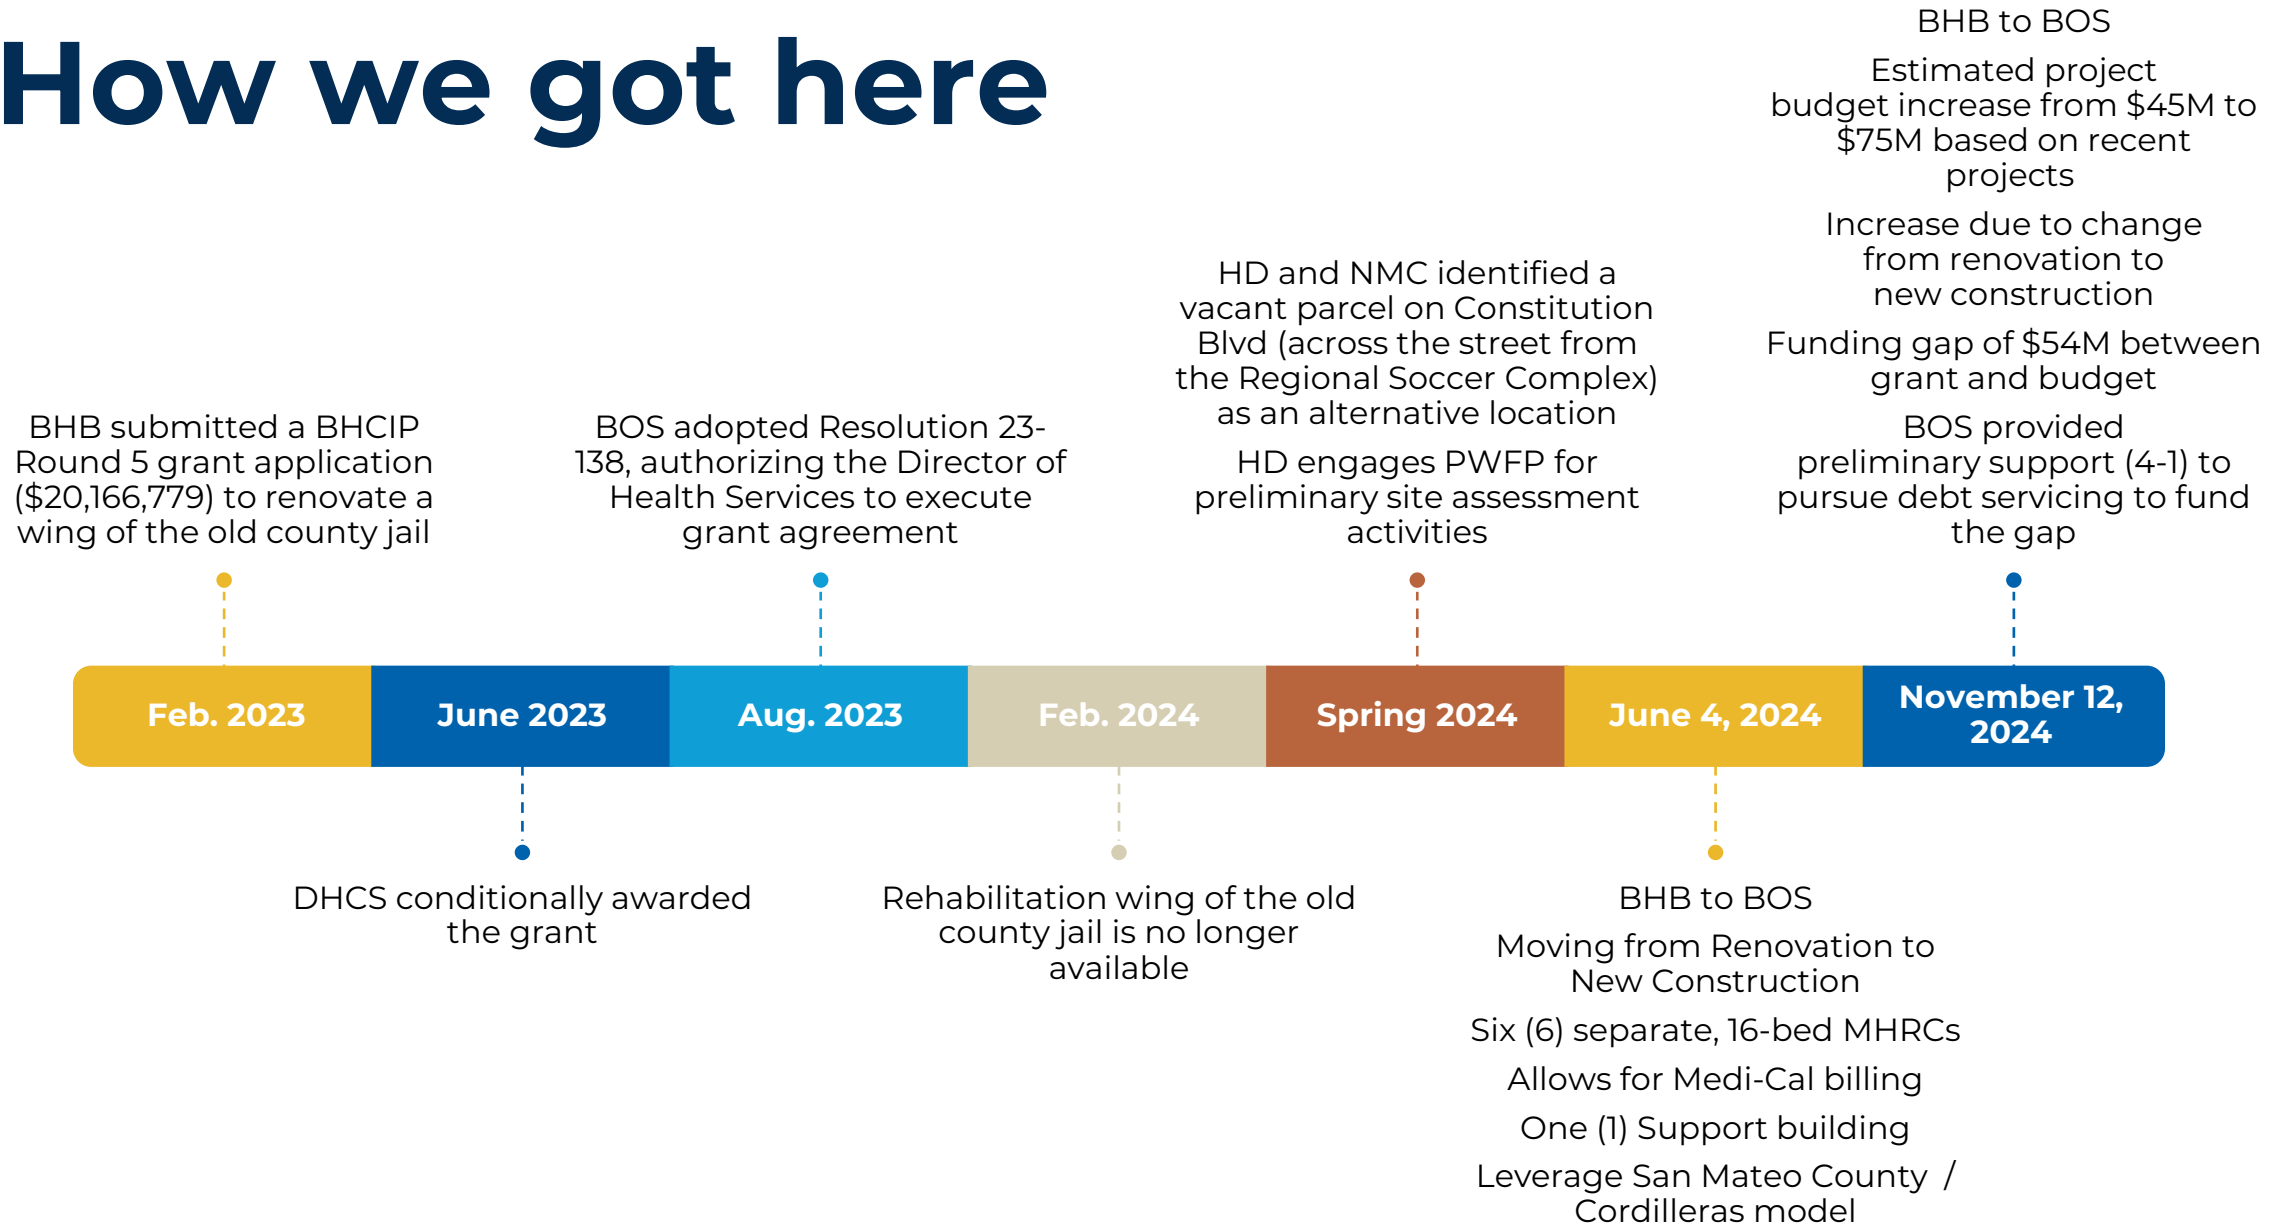 How we got here
BHB submitted a BHCIP
Round 5 grant application
($20,166,779) to renovate a
wing of the old county jail
BOS adopted Resolution 23-
138, authorizing the Director of
Health Services to execute
grant agreement
HD and NMC identified a
vacant parcel on Constitution
Blvd (across the street from
the Regional Soccer Complex)
as an alternative location
HD engages PWFP for
preliminary site assessment
activities
BHB to BOS
Estimated project
budget increase from $45M to
$75M based on recent
projects
Increase due to change
from renovation to
new construction
Funding gap of $54M between
grant and budget
BOS provided
preliminary support (4-1) to
pursue debt servicing to fund
the gap
Feb. 2023
June 2023
Aug. 2023
Feb. 2024
Spring 2024
June 4, 2024
November 12,
2024
DHCS conditionally awarded
the grant
Rehabilitation wing of the old
county jail is no longer
available
BHB to BOS
Moving from Renovation to
New Construction
Six (6) separate, 16-bed MHRCs
Allows for Medi-Cal billing
One (1) Support building
Leverage San Mateo County /
Cordilleras model